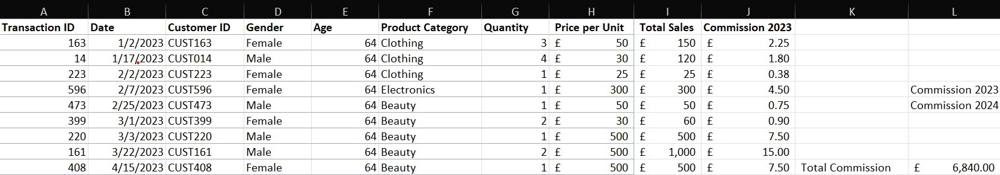 A B C D E F G H I J K L
Transaction ID Date Customer ID Gender Age Product Category Quantity Price per Unit Total Sales Commission 2023
163 1/2/2023 CUST163 Female 64 Clothing 3 £ 50 £ 150 £ 2.25
14 1/17/2023 CUST014 Male 64 Clothing 4 £ 30 £ 120 £ 1.80
223 2/2/2023 CUST223 Female 64 Clothing 1 £ 25 £ 25 £ 0.38
596 2/7/2023 CUST596 Female 64 Electronics 1 £ 300 £ 300 £ 4.50 Commission 2023
473 2/25/2023 CUST473 Male 64 Beauty 1 £ 50 £ 50 £ 0.75 Commission 2024
399 3/1/2023 CUST399 Female 64 Beauty 2 £ 30 £ 60 £ 0.90
220 3/3/2023 CUST220 Male 64 Beauty 1 £ 500 £ 500 £ 7.50
161 3/22/2023 CUST161 Male 64 Beauty 2 £ 500 £ 1,000 £ 15.00
408 4/15/2023 CUST408 Female 64 Beauty 1 £ 500 £ 500 £ 7.50 Total Commission £ 6,840.00